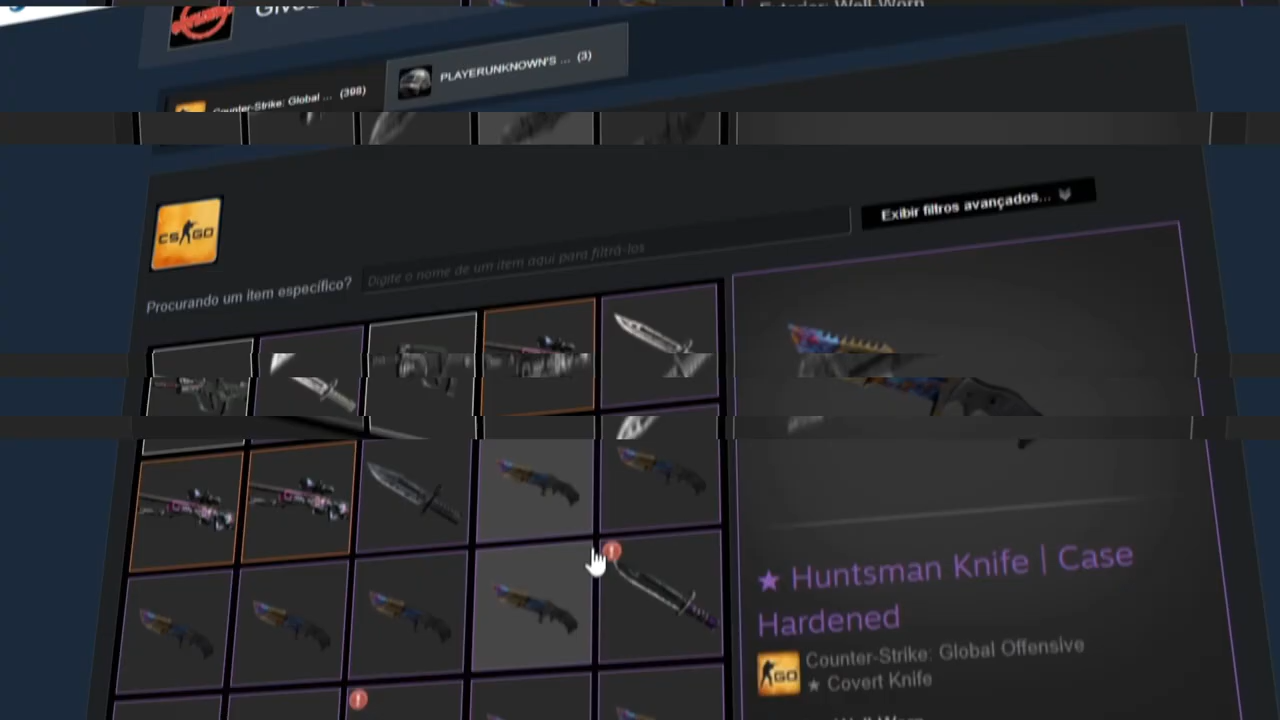 PLAYERUNKNOWN'S ... (3)
Counter-Strike: Global ... (398)
CS GO
Exibir filtros avançados...
Procurando um item específico?
Digite o nome de um item aqui para filtrá-los
★ Huntsman Knife | Case
Hardened
GO
Counter-Strike: Global Offensive
★ Covert Knife